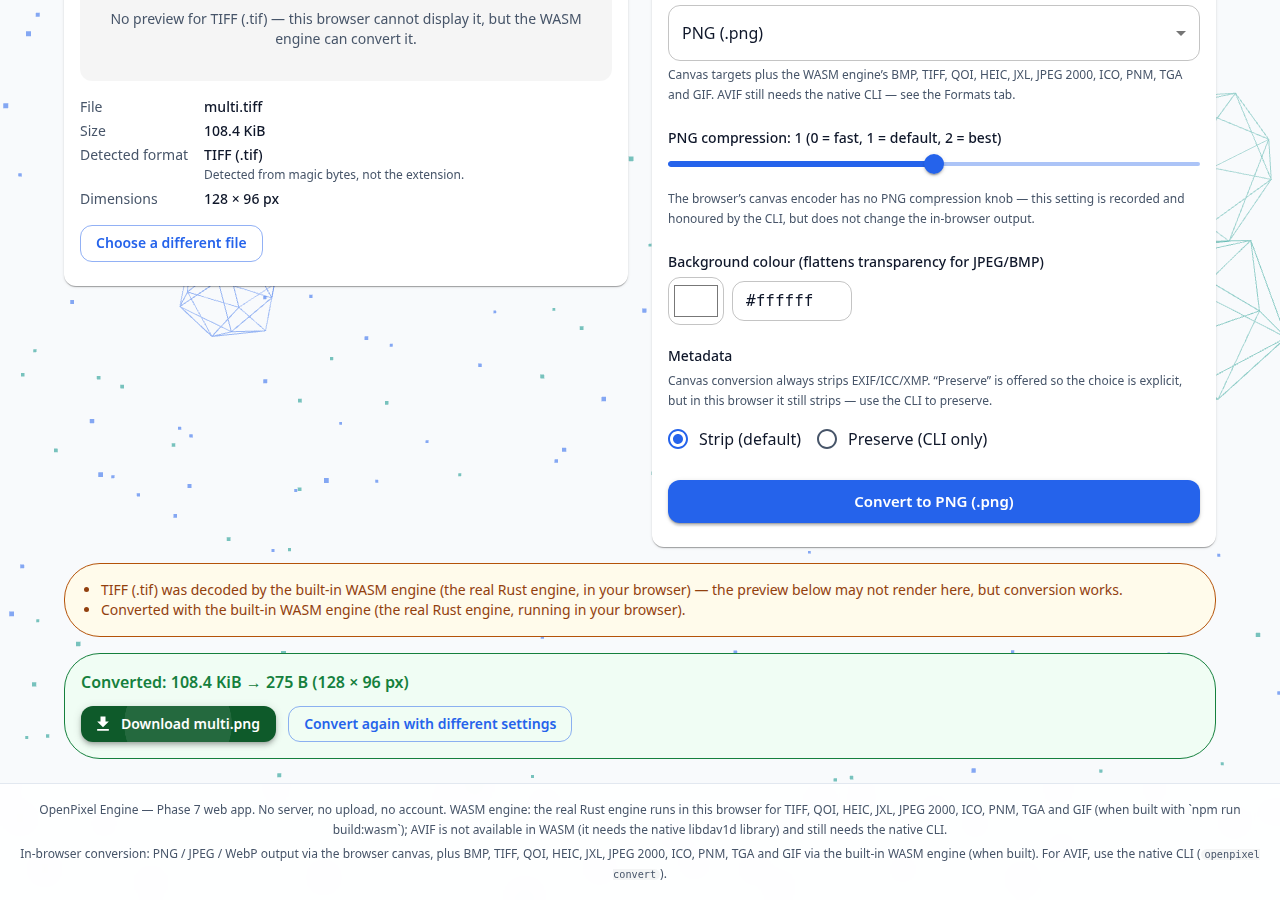 No preview for TIFF (.tif) — this browser cannot display it, but the WASM
engine can convert it.
File multi.tiff
Size 108.4 KiB
Detected format TIFF (.tif)
Detected from magic bytes, not the extension.
Dimensions 128 × 96 px
Choose a different file
PNG (.png)
Canvas targets plus the WASM engine’s BMP, TIFF, QOI, HEIC, JXL, JPEG 2000, ICO, PNM, TGA
and GIF. AVIF still needs the native CLI — see the Formats tab.
PNG compression: 1 (0 = fast, 1 = default, 2 = best)
The browser’s canvas encoder has no PNG compression knob — this setting is recorded and
honoured by the CLI, but does not change the in-browser output.
Background colour (flattens transparency for JPEG/BMP)
#ffffff
Metadata
Canvas conversion always strips EXIF/ICC/XMP. “Preserve” is offered so the choice is explicit,
but in this browser it still strips — use the CLI to preserve.
Strip (default) Preserve (CLI only)
Convert to PNG (.png)
• TIFF (.tif) was decoded by the built-in WASM engine (the real Rust engine, in your browser) — the preview below may not render here, but conversion works.
• Converted with the built-in WASM engine (the real Rust engine, running in your browser).
Converted: 108.4 KiB → 275 B (128 × 96 px)
Download multi.png Convert again with different settings
OpenPixel Engine — Phase 7 web app. No server, no upload, no account. WASM engine: the real Rust engine runs in this browser for TIFF, QOI, HEIC, JXL, JPEG 2000, ICO, PNM, TGA and GIF (when built with `npm run
build:wasm`); AVIF is not available in WASM (it needs the native libdav1d library) and still needs the native CLI.
In-browser conversion: PNG / JPEG / WebP output via the browser canvas, plus BMP, TIFF, QOI, HEIC, JXL, JPEG 2000, ICO, PNM, TGA and GIF via the built-in WASM engine (when built). For AVIF, use the native CLI ( openpixel
convert ).